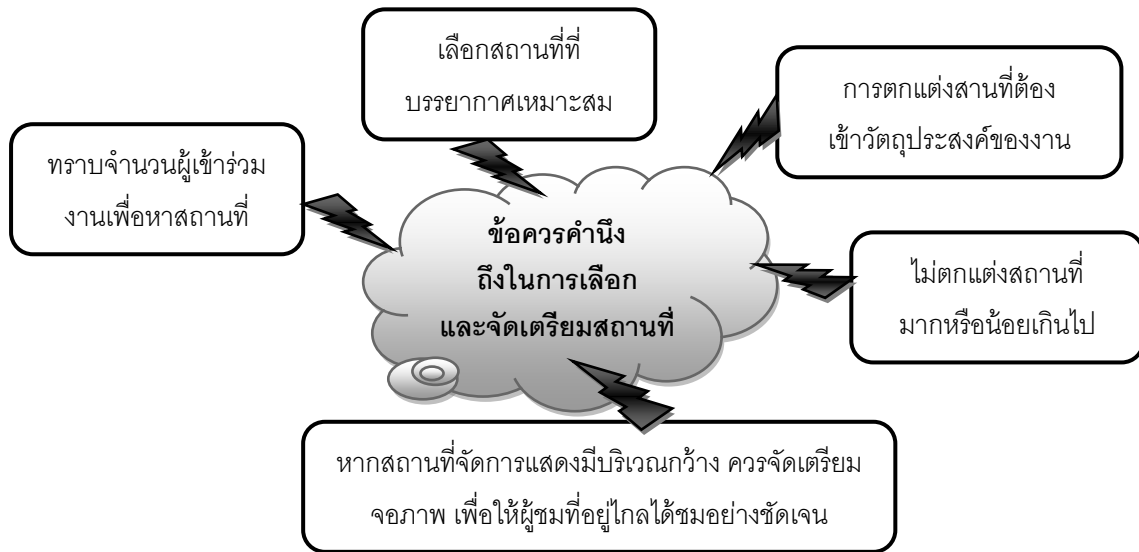 เลือกสถานที่ที่
บรรยากาศเหมาะสม
การตกแต่งสานที่ต้อง
เข้าวัตถุประสงค์ของงาน
ทราบจำนวนผู้เข้าร่วม
งานเพื่อหาสถานที่
ข้อควรคำนึง
ถึงในการเลือก
และจัดเตรียมสถานที่
ไม่ตกแต่งสถานที่
มากหรือน้อยเกินไป
หากสถานที่จัดการแสดงมีบริเวณกว้าง ควรจัดเตรียม
จอภาพ เพื่อให้ผู้ชมที่อยู่ไกลได้ชมอย่างชัดเจน